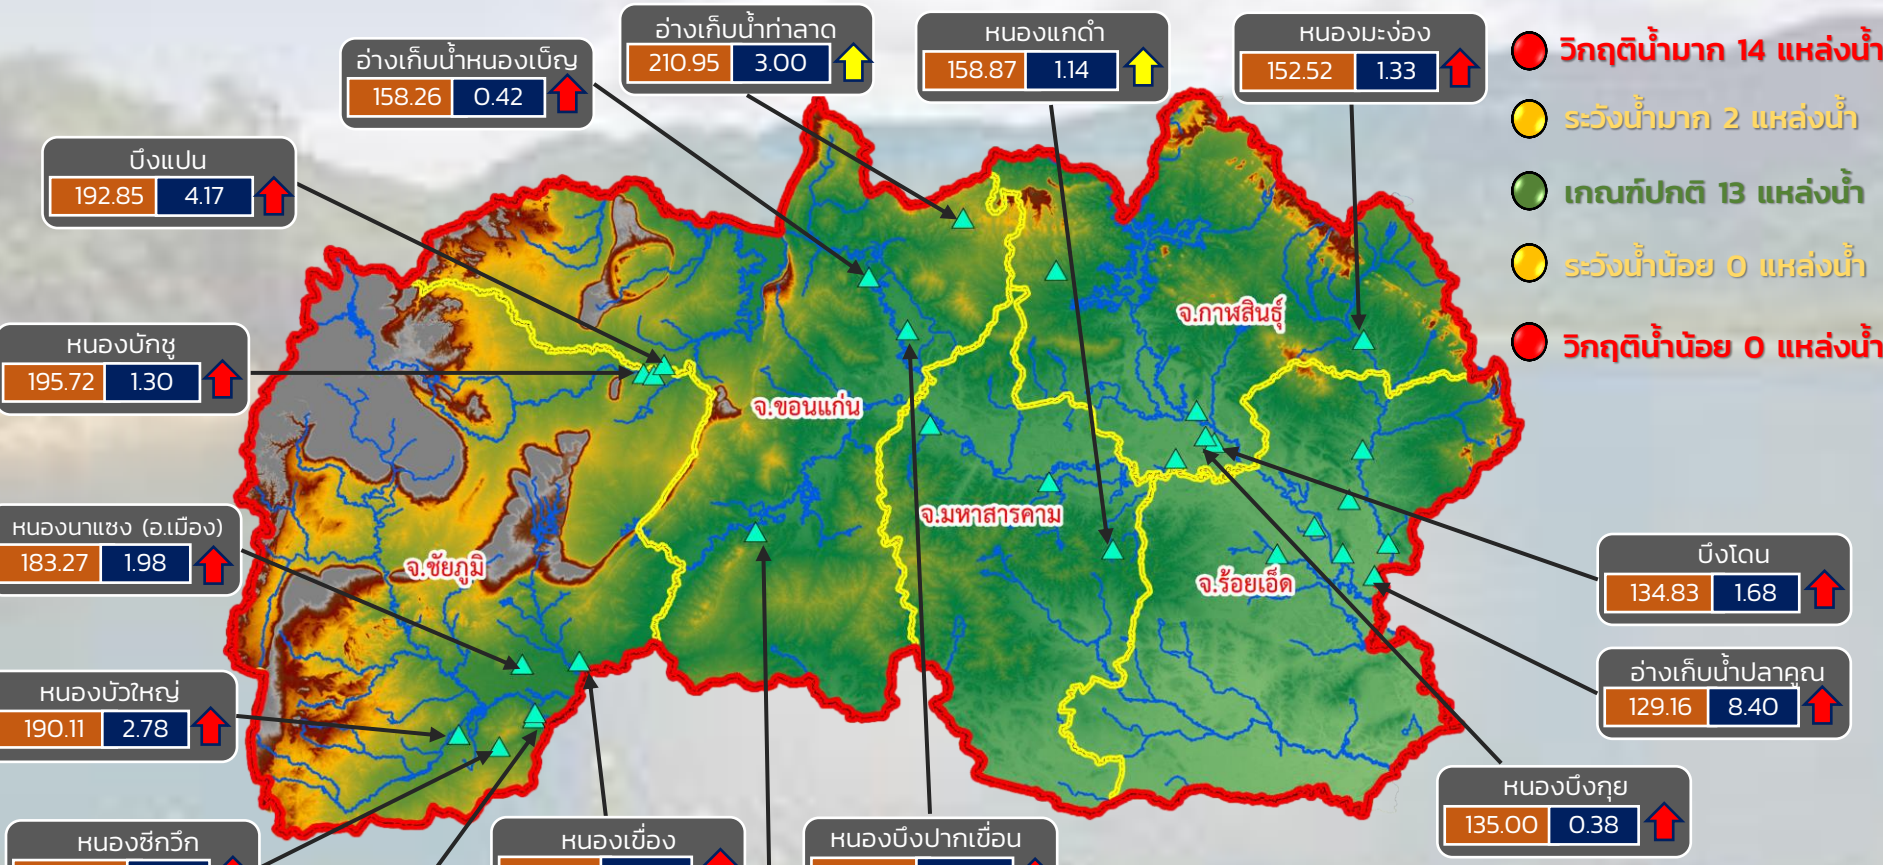 อ่างเก็บน้ำท่าลาด
210.95 3.00
หนองแกดำ
158.87 1.14
หนองมะง่อง
152.52 1.33
อ่างเก็บน้ำหนองเบ็ญ
158.26 0.42
บึงแปน
192.85 4.17
หนองบักชู
195.72 1.30
หนองนาแซง (อ.เมือง)
183.27 1.98
หนองบัวใหญ่
190.11 2.78
หนองซีกวึก
หนองเขื่อง
หนองบึงปากเขื่อน
วิกฤติน้ำมาก 14 แหล่งน้ำ
ระวังน้ำมาก 2 แหล่งน้ำ
เกณฑ์ปกติ 13 แหล่งน้ำ
ระวังน้ำน้อย 0 แหล่งน้ำ
วิกฤติน้ำน้อย 0 แหล่งน้ำ
จ.กาฬสินธุ์
จ.ขอนแก่น
จ.มหาสารคาม
จ.ชัยภูมิ
จ.ร้อยเอ็ด
บึงโดน
134.83 1.68
อ่างเก็บน้ำปลาคูณ
129.16 8.40
หนองบึงกุย
135.00 0.38